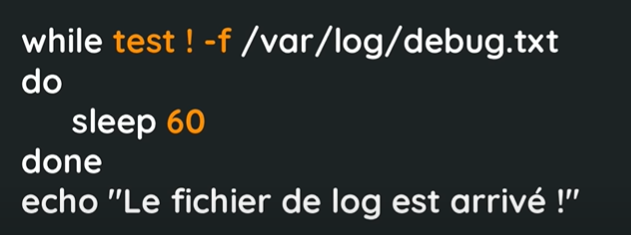 while test ! -f /var/log/debug.txt
do
sleep 60
done
echo "Le fichier de log est arrivé !"